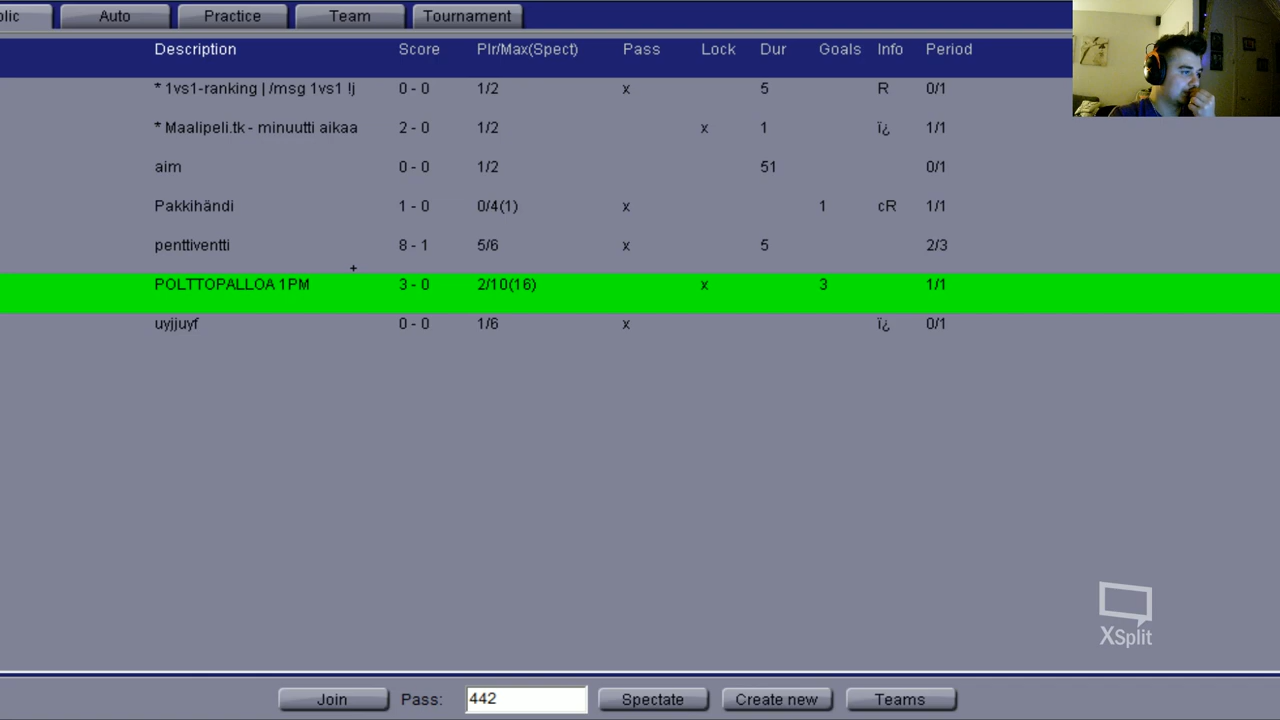 olic Auto Practice Team Tournament
Description Score Plr/Max(Spect) Pass Lock Dur Goals Info Period
* 1vs1-ranking | /msg 1vs1 !j 0 - 0 1/2 x 5 R 0/1
* Maalipeli.tk - minuutti aikaa 2 - 0 1/2 x 1 ï¿ 1/1
aim 0 - 0 1/2 51 0/1
Pakkihändi 1 - 0 0/4(1) x 1 cR 1/1
penttiventti 8 - 1 5/6 x 5 2/3
POLTTOPALLOA 1PM 3 - 0 2/10(16) x 3 1/1
uyjjuyf 0 - 0 1/6 x ï¿ 0/1
XSplit
Join Pass: 442 Spectate Create new Teams